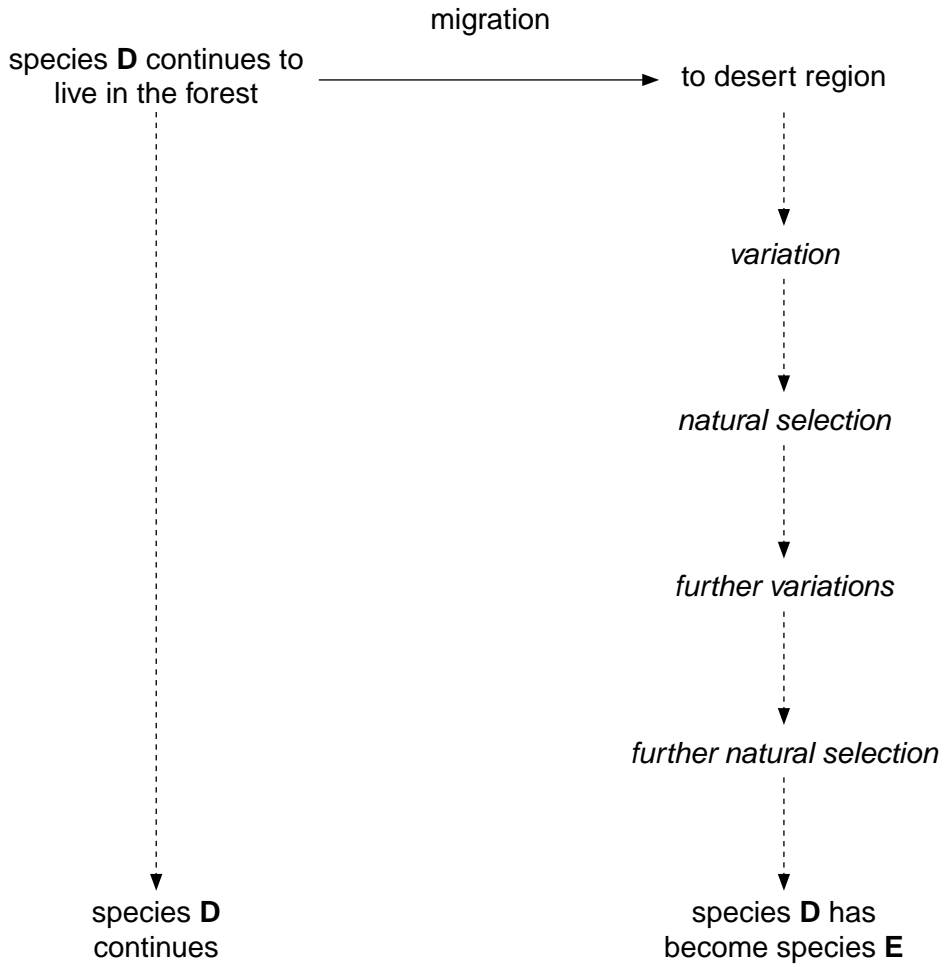 migration
species D continues to
live in the forest
to desert region
variation
natural selection
further variations
further natural selection
species D
continues
species D has
become species E